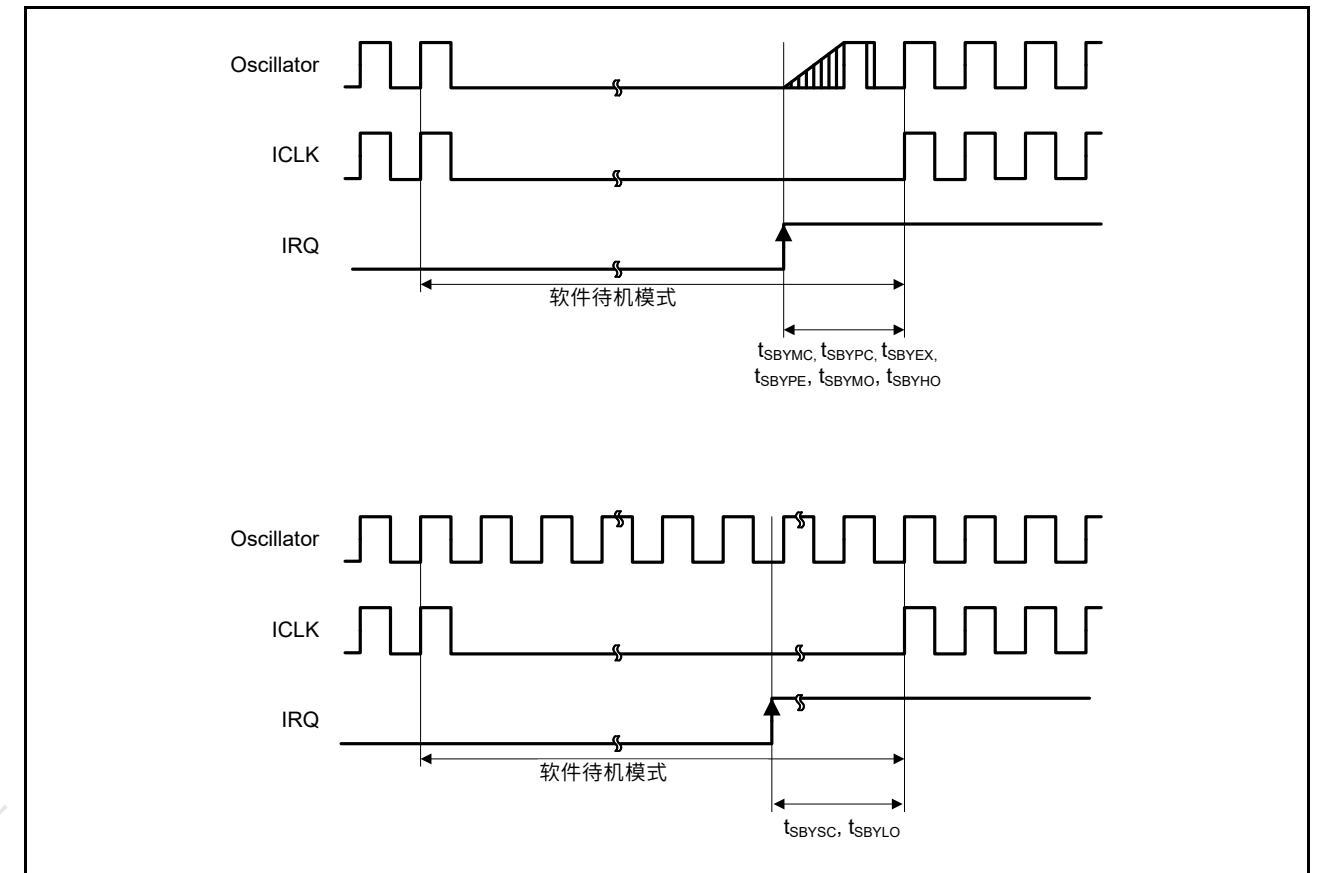 Oscillator
ICLK
IRQ
软件待机模式
tSBYMC, tSBYPC, tSBYEX,
tSBYPE, tSBYMO, tSBYHO
Oscillator
ICLK
IRQ
软件待机模式
tSBYSC, tSBYLO